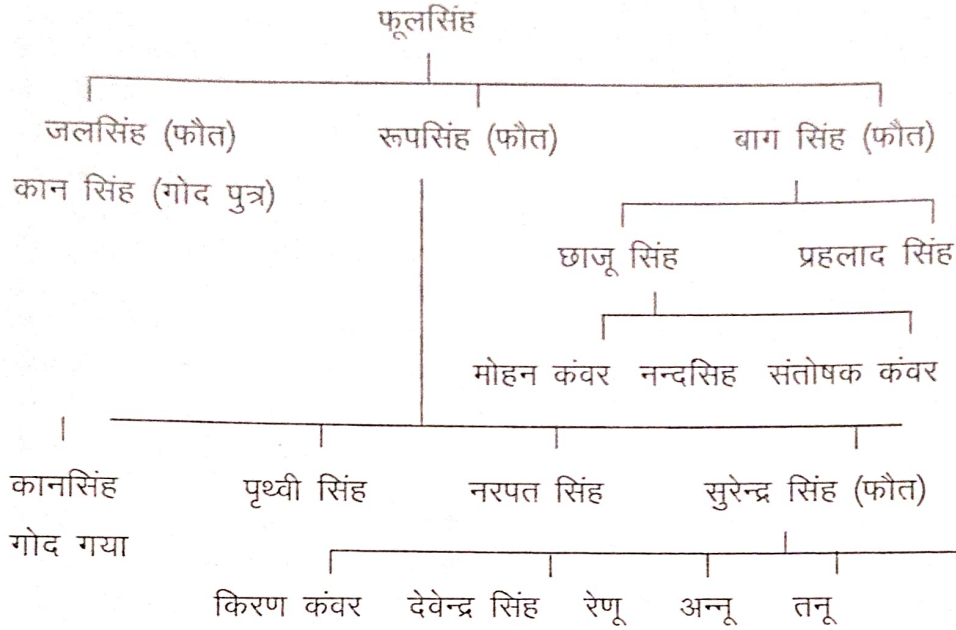 फूलसिंह
जलसिंह (फौत) रूपसिंह (फौत) बाग सिंह (फौत)
कान सिंह (गोद पुत्र)
छाजू सिंह प्रहलाद सिंह
मोहन कंवर नन्दसिह संतोषक कंवर
कानसिंह पृथ्वी सिंह नरपत सिंह सुरेन्द्र सिंह (फौत)
गोद गया
किरण कंवर देवेन्द्र सिंह रेणू अन्नू तनू